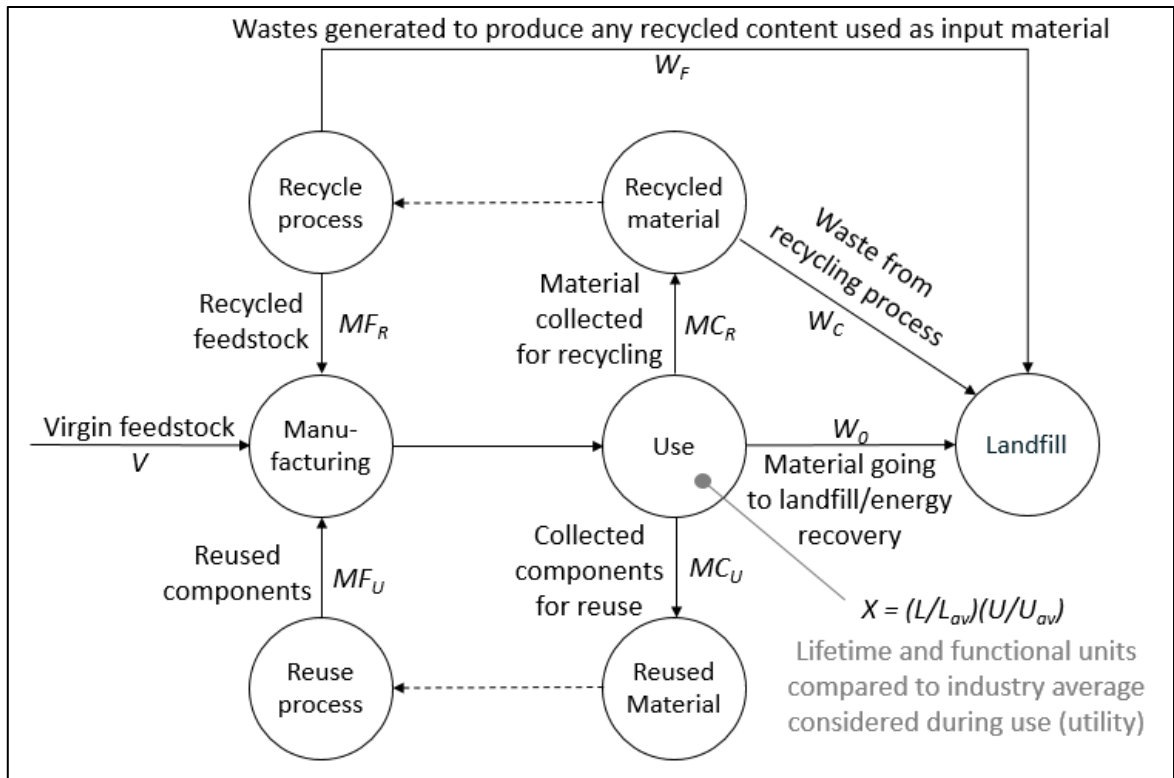 Wastes generated to produce any recycled content used as input material
W_F
Recycle
process
Recycled
material
Waste from
recycling process
W_C
Recycled
feedstock
MF_R
Material
collected
for recycling
MC_R
Virgin feedstock
V
Manu-
facturing
Use
W_0
Material going
to landfill/energy
recovery
Landfill
Reused
components
MF_U
Collected
components
for reuse
MC_U
X = (L/L_av)(U/U_av)
Lifetime and functional units
compared to industry average
considered during use (utility)
Reuse
process
Reused
Material